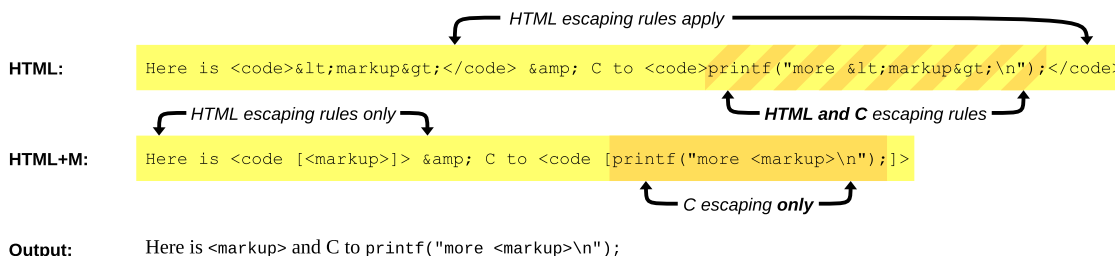 HTML escaping rules apply
HTML: Here is <code>&lt;markup&gt;</code> &amp; C to <code>printf("more &lt;markup&gt;\n");</code>
HTML escaping rules only HTML and C escaping rules
HTML+M: Here is <code [<markup>]> &amp; C to <code [printf("more <markup>\n");]>
C escaping only
Output: Here is <markup> and C to printf("more <markup>\n");